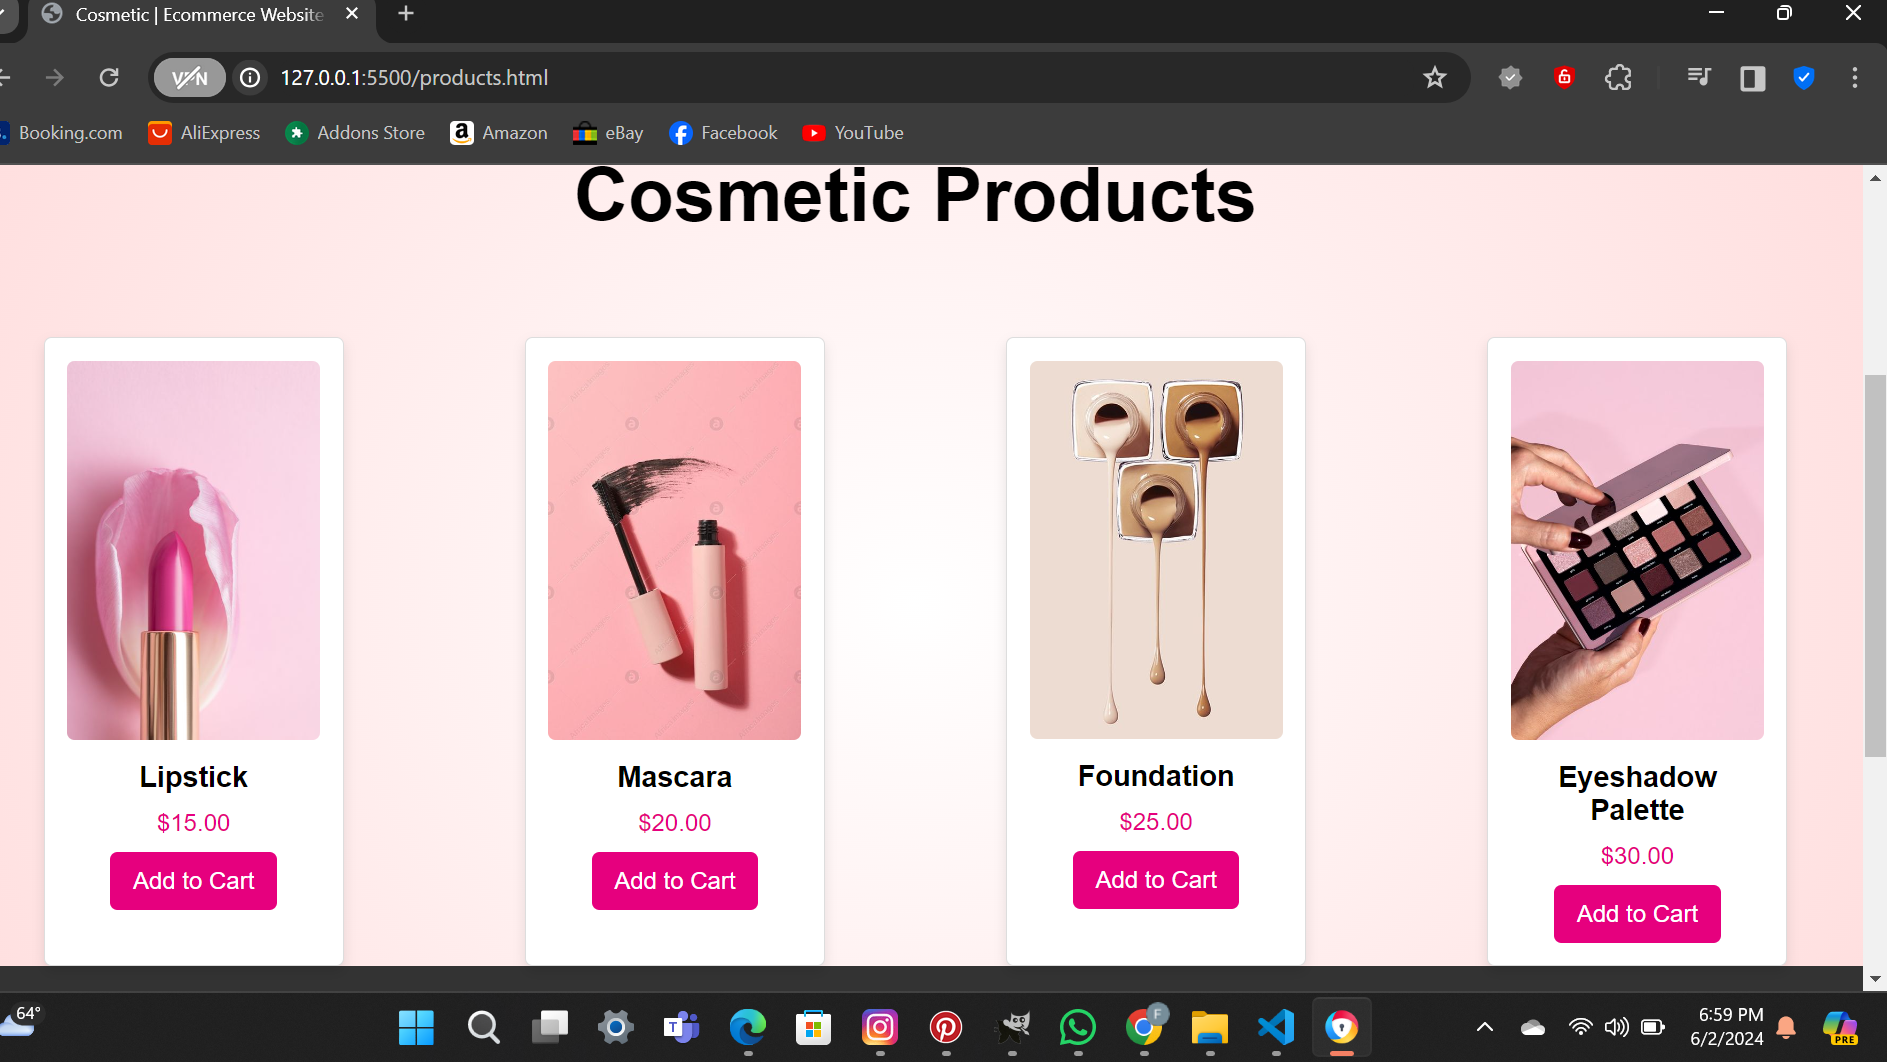 Cosmetic | Ecommerce Website
VPN
127.0.0.1:5500/products.html
Booking.com
AliExpress
Addons Store
Amazon
eBay
Facebook
YouTube
Cosmetic Products
Lipstick
$15.00
Add to Cart
Mascara
$20.00
Add to Cart
Foundation
$25.00
Add to Cart
Eyeshadow
Palette
$30.00
Add to Cart
64°
F
6:59 PM
6/2/2024
PRE